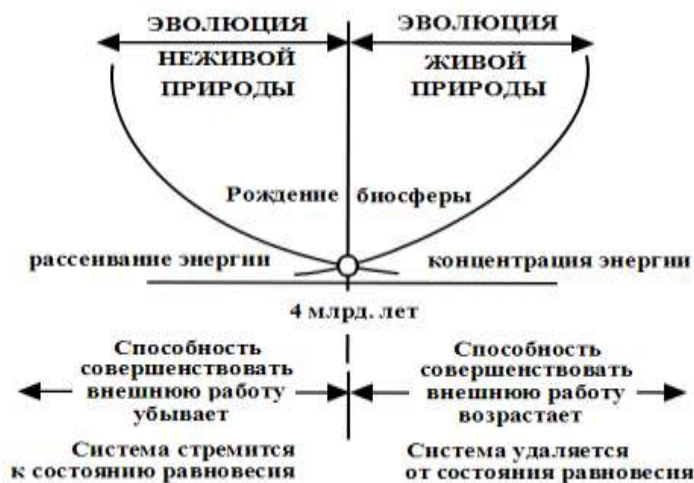 ЭВОЛЮЦИЯ
НЕЖИВОЙ
ПРИРОДЫ
ЭВОЛЮЦИЯ
ЖИВОЙ
ПРИРОДЫ
Рождение биосферы
рассеивание энергии
концентрация энергии
4 млрд. лет
Способность
совершенствовать
внешнюю работу
убывает
Способность
совершенствовать
внешнюю работу
возрастает
Система стремится
к состоянию равновесия
Система удаляется
от состояния равновесия